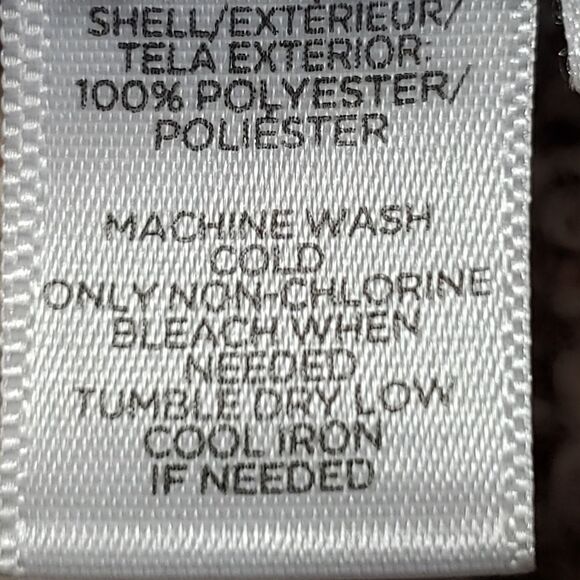 SHELL/EXTÉRIEUR/
TELA EXTERIOR:
100% POLYESTER/
POLIÉSTER
MACHINE WASH
COLD
ONLY NON-CHLORINE
BLEACH WHEN
NEEDED
TUMBLE DRY LOW
COOL IRON
IF NEEDED